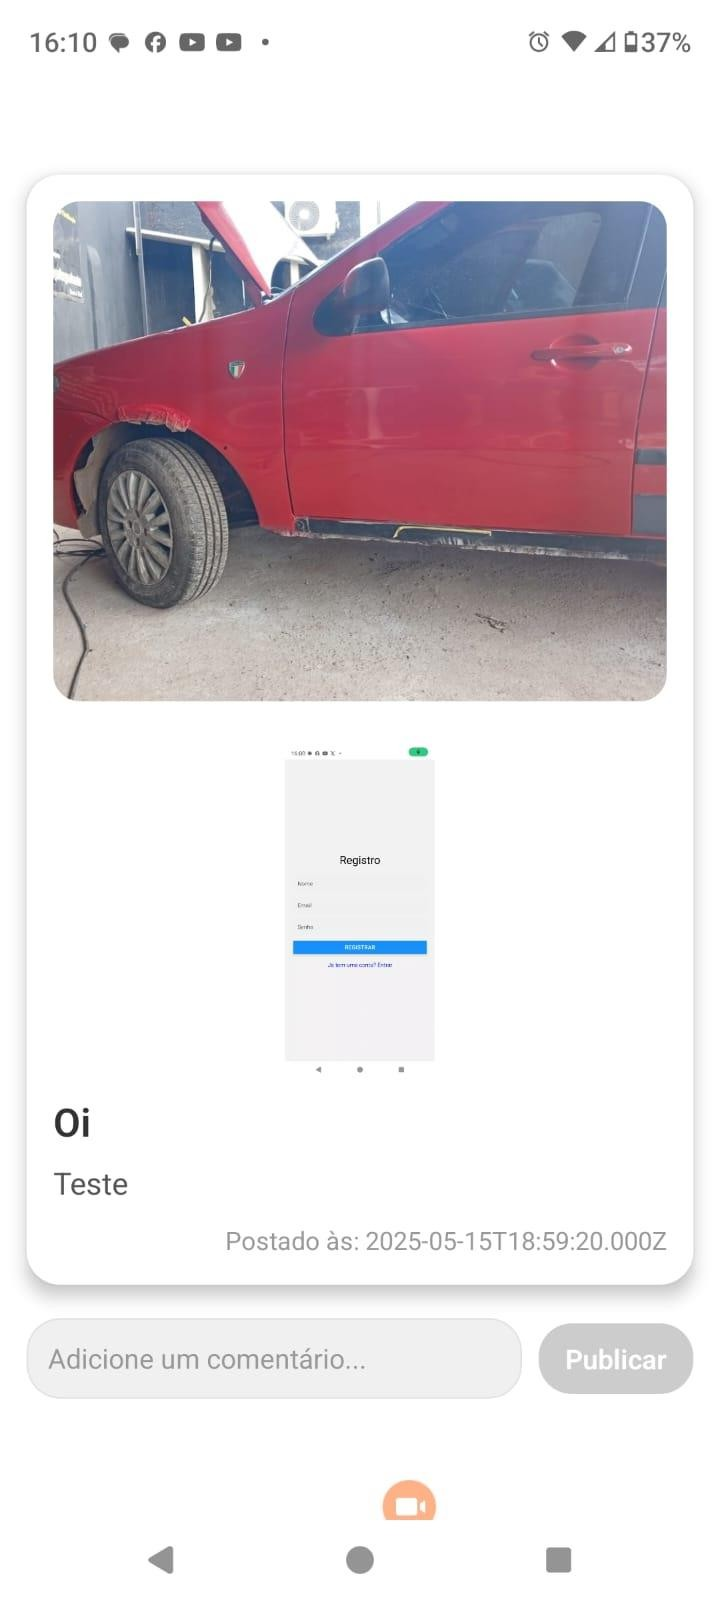 16:10
37%
Registro
Nome
Email
Senha
REGISTRAR
Já tem uma conta? Entrar
Oi
Teste
Postado às: 2025-05-15T18:59:20.000Z
Adicione um comentário...
Publicar